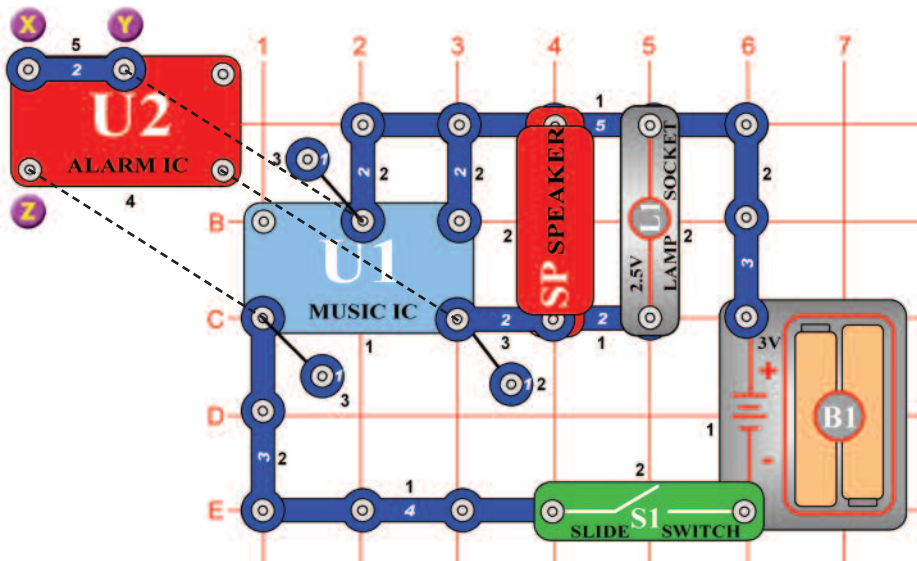 X Y
5
2
U2
ALARM IC
4
Z
1 2 3 4 5 6 7
1
5
3 1
2 2 2 2
2
2
3
B
U1
MUSIC IC
SP SPEAKER
2
L1
2.5V LAMP SOCKET
2
C
1
2 3 2 1
1 3
1 2
3V
+
B1
-
1
D
3 2
E
1
4
2
S1
SLIDE SWITCH